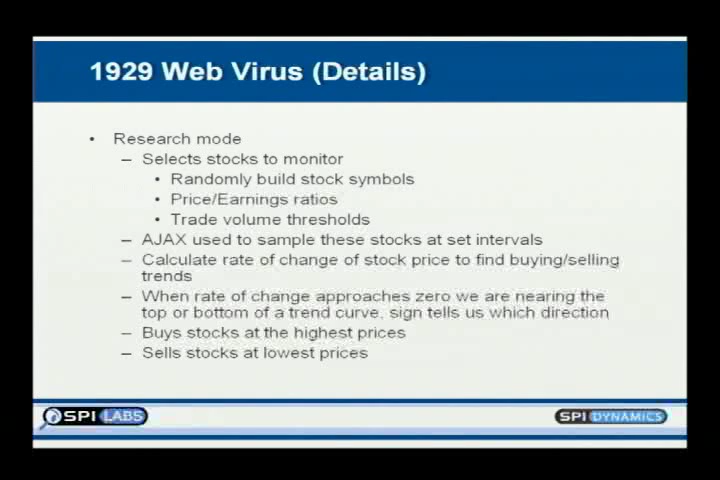 1929 Web Virus (Details)
• Research mode
– Selects stocks to monitor
• Randomly build stock symbols
• Price/Earnings ratios
• Trade volume thresholds
– AJAX used to sample these stocks at set intervals
– Calculate rate of change of stock price to find buying/selling
trends
– When rate of change approaches zero we are nearing the
top or bottom of a trend curve, sign tells us which direction
– Buys stocks at the highest prices
– Sells stocks at lowest prices
SPI LABS
SPI DYNAMICS